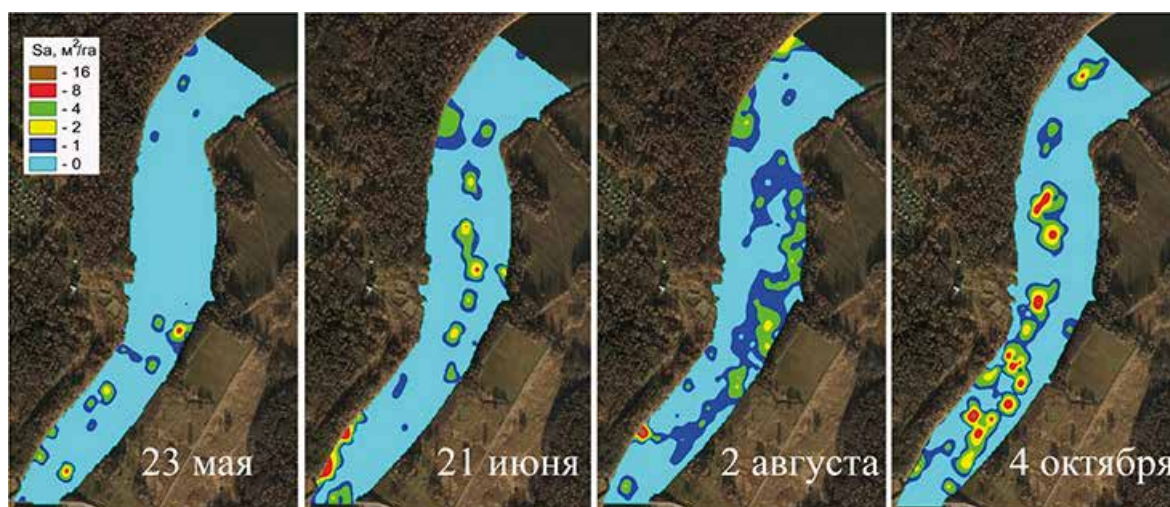 Sa, м²/га
- 16
- 8
- 4
- 2
- 1
- 0
23 мая
21 июня
2 августа
4 октября